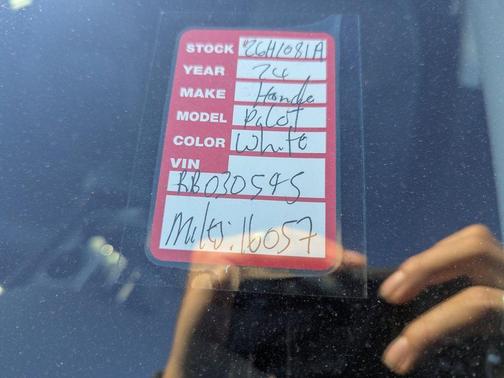 STOCK #26H1081A
YEAR 24
MAKE Honda
MODEL Pilot
COLOR White
VIN
RB030545
Miles: 16057